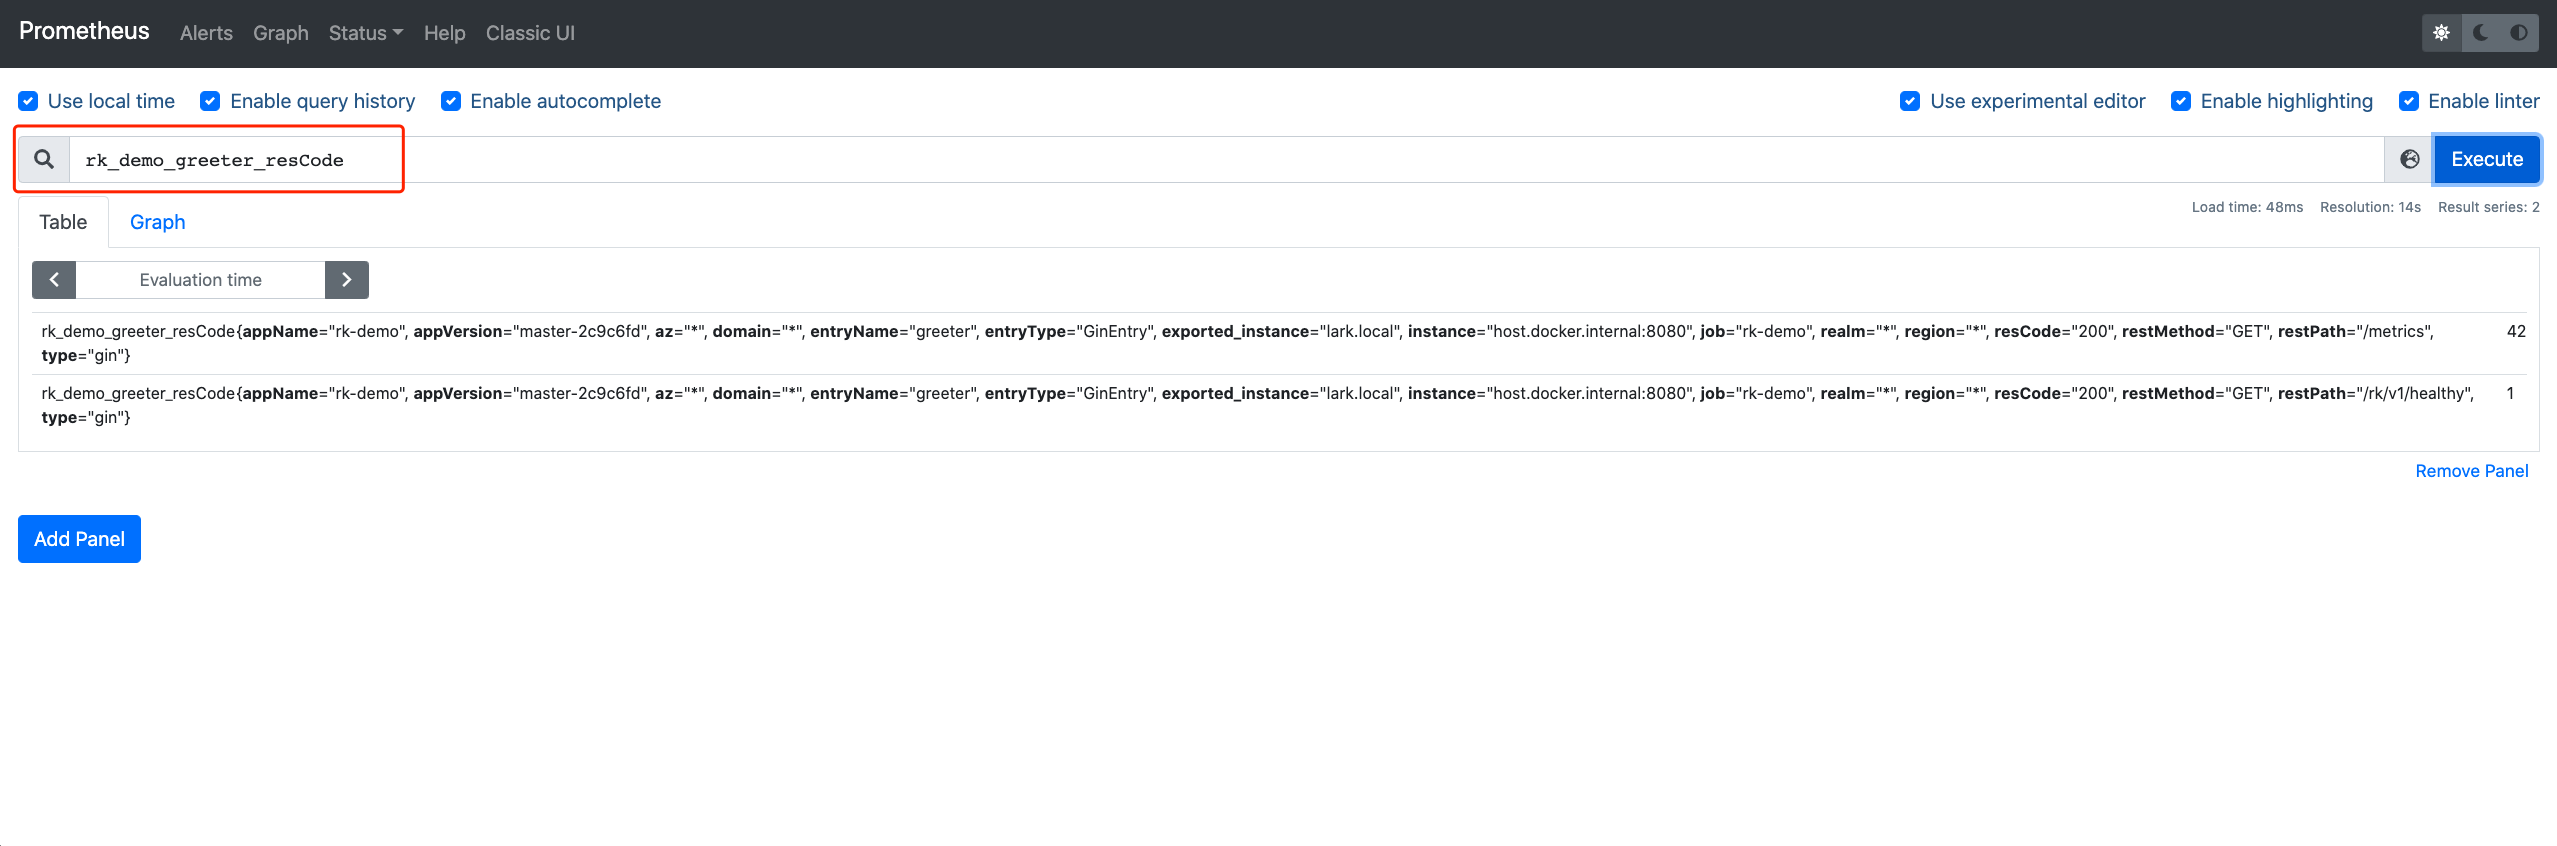 Prometheus Alerts Graph Status Help Classic UI
Use local time Enable query history Enable autocomplete Use experimental editor Enable highlighting Enable linter
rk_demo_greeter_resCode Execute
Table Graph Load time: 48ms Resolution: 14s Result series: 2
Evaluation time
rk_demo_greeter_resCode{appName="rk-demo", appVersion="master-2c9c6fd", az="*", domain="*", entryName="greeter", entryType="GinEntry", exported_instance="lark.local", instance="host.docker.internal:8080", job="rk-demo", realm="*", region="*", resCode="200", restMethod="GET", restPath="/metrics", 42
type="gin"}
rk_demo_greeter_resCode{appName="rk-demo", appVersion="master-2c9c6fd", az="*", domain="*", entryName="greeter", entryType="GinEntry", exported_instance="lark.local", instance="host.docker.internal:8080", job="rk-demo", realm="*", region="*", resCode="200", restMethod="GET", restPath="/rk/v1/healthy", 1
type="gin"}
Remove Panel
Add Panel